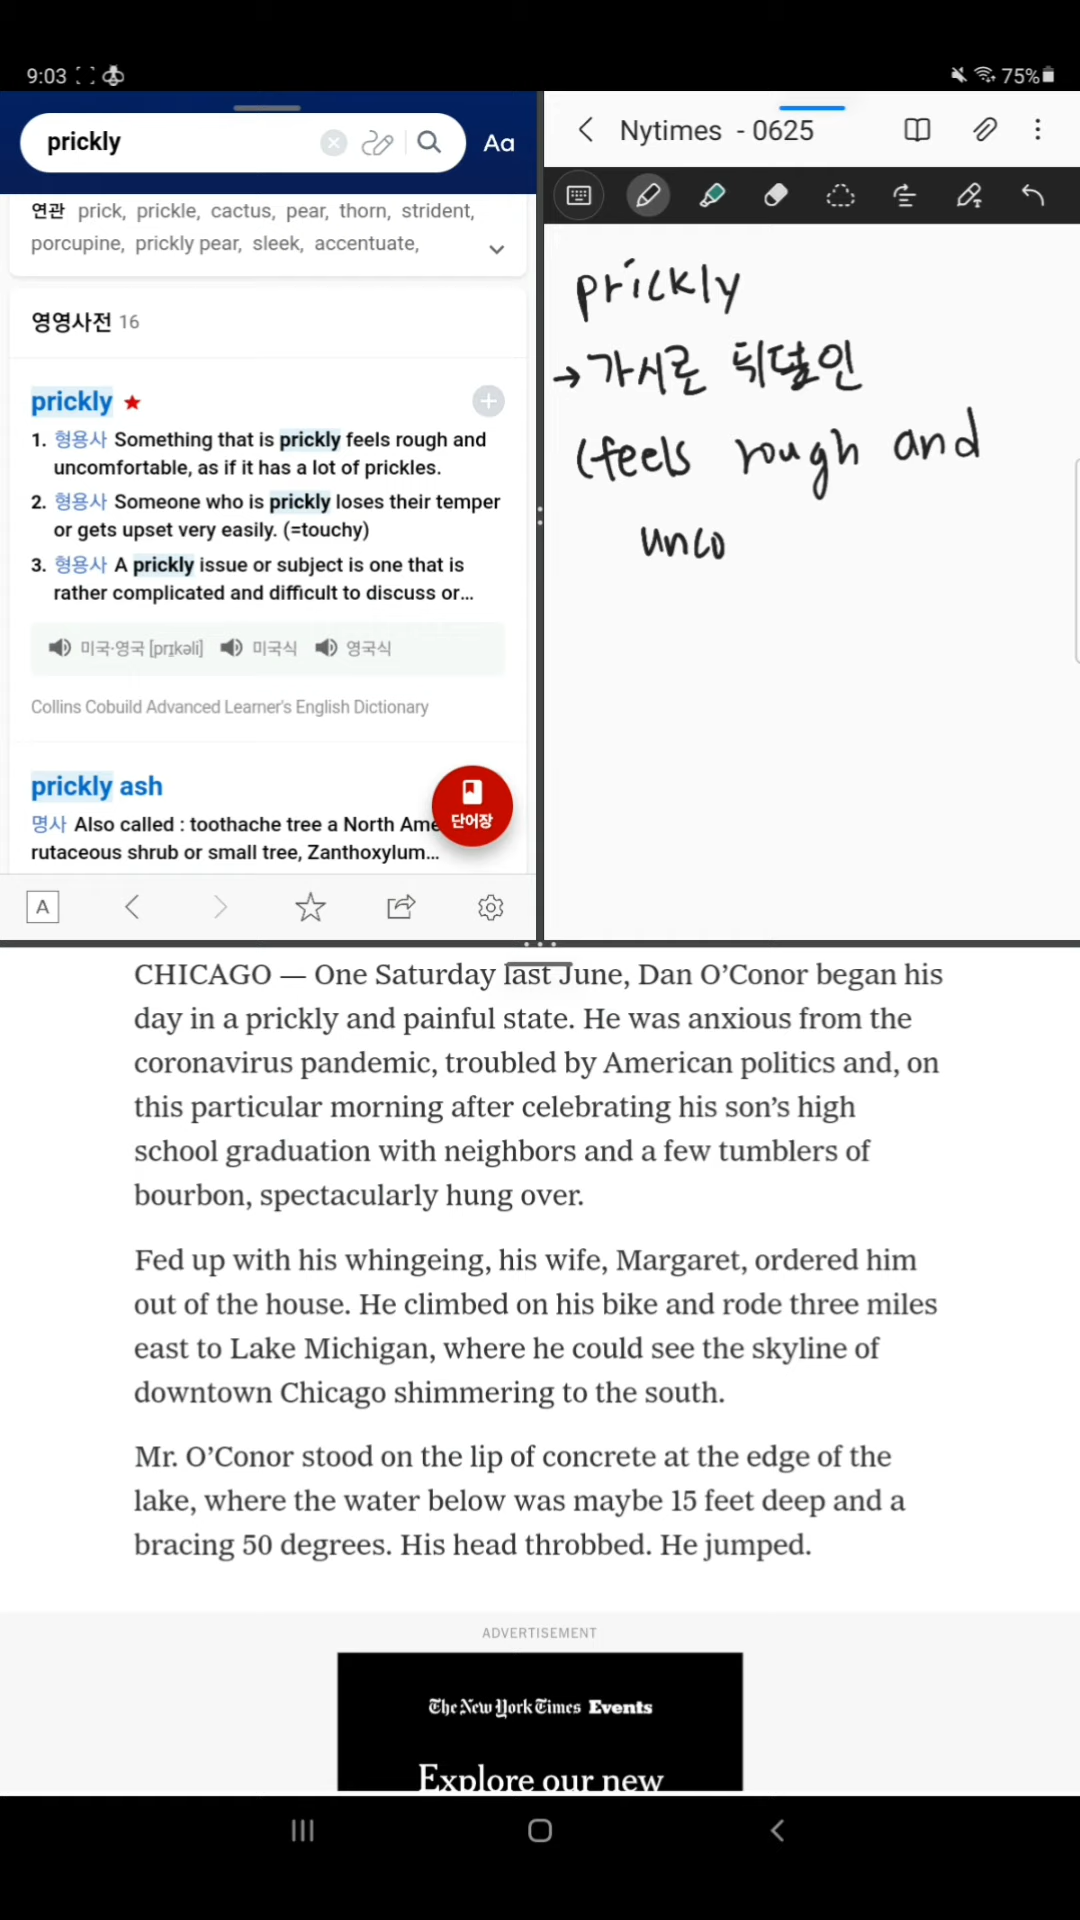 9:03
75%
prickly
Aa
연관 prick, prickle, cactus, pear, thorn, strident,
porcupine, prickly pear, sleek, accentuate,
영영사전 16
prickly
1. 형용사 Something that is prickly feels rough and
uncomfortable, as if it has a lot of prickles.
2. 형용사 Someone who is prickly loses their temper
or gets upset very easily. (=touchy)
3. 형용사 A prickly issue or subject is one that is
rather complicated and difficult to discuss or...
미국·영국 [prɪkəli] 미국식 영국식
Collins Cobuild Advanced Learner's English Dictionary
prickly ash
명사 Also called : toothache tree a North Ame
rutaceous shrub or small tree, Zanthoxylum...
단어장
A
Nytimes - 0625
prickly
→가시로 뒤덮인
(feels rough and
unco
CHICAGO — One Saturday last June, Dan O’Conor began his
day in a prickly and painful state. He was anxious from the
coronavirus pandemic, troubled by American politics and, on
this particular morning after celebrating his son’s high
school graduation with neighbors and a few tumblers of
bourbon, spectacularly hung over.
Fed up with his whingeing, his wife, Margaret, ordered him
out of the house. He climbed on his bike and rode three miles
east to Lake Michigan, where he could see the skyline of
downtown Chicago shimmering to the south.
Mr. O’Conor stood on the lip of concrete at the edge of the
lake, where the water below was maybe 15 feet deep and a
bracing 50 degrees. His head throbbed. He jumped.
ADVERTISEMENT
The New York Times Events
Explore our new